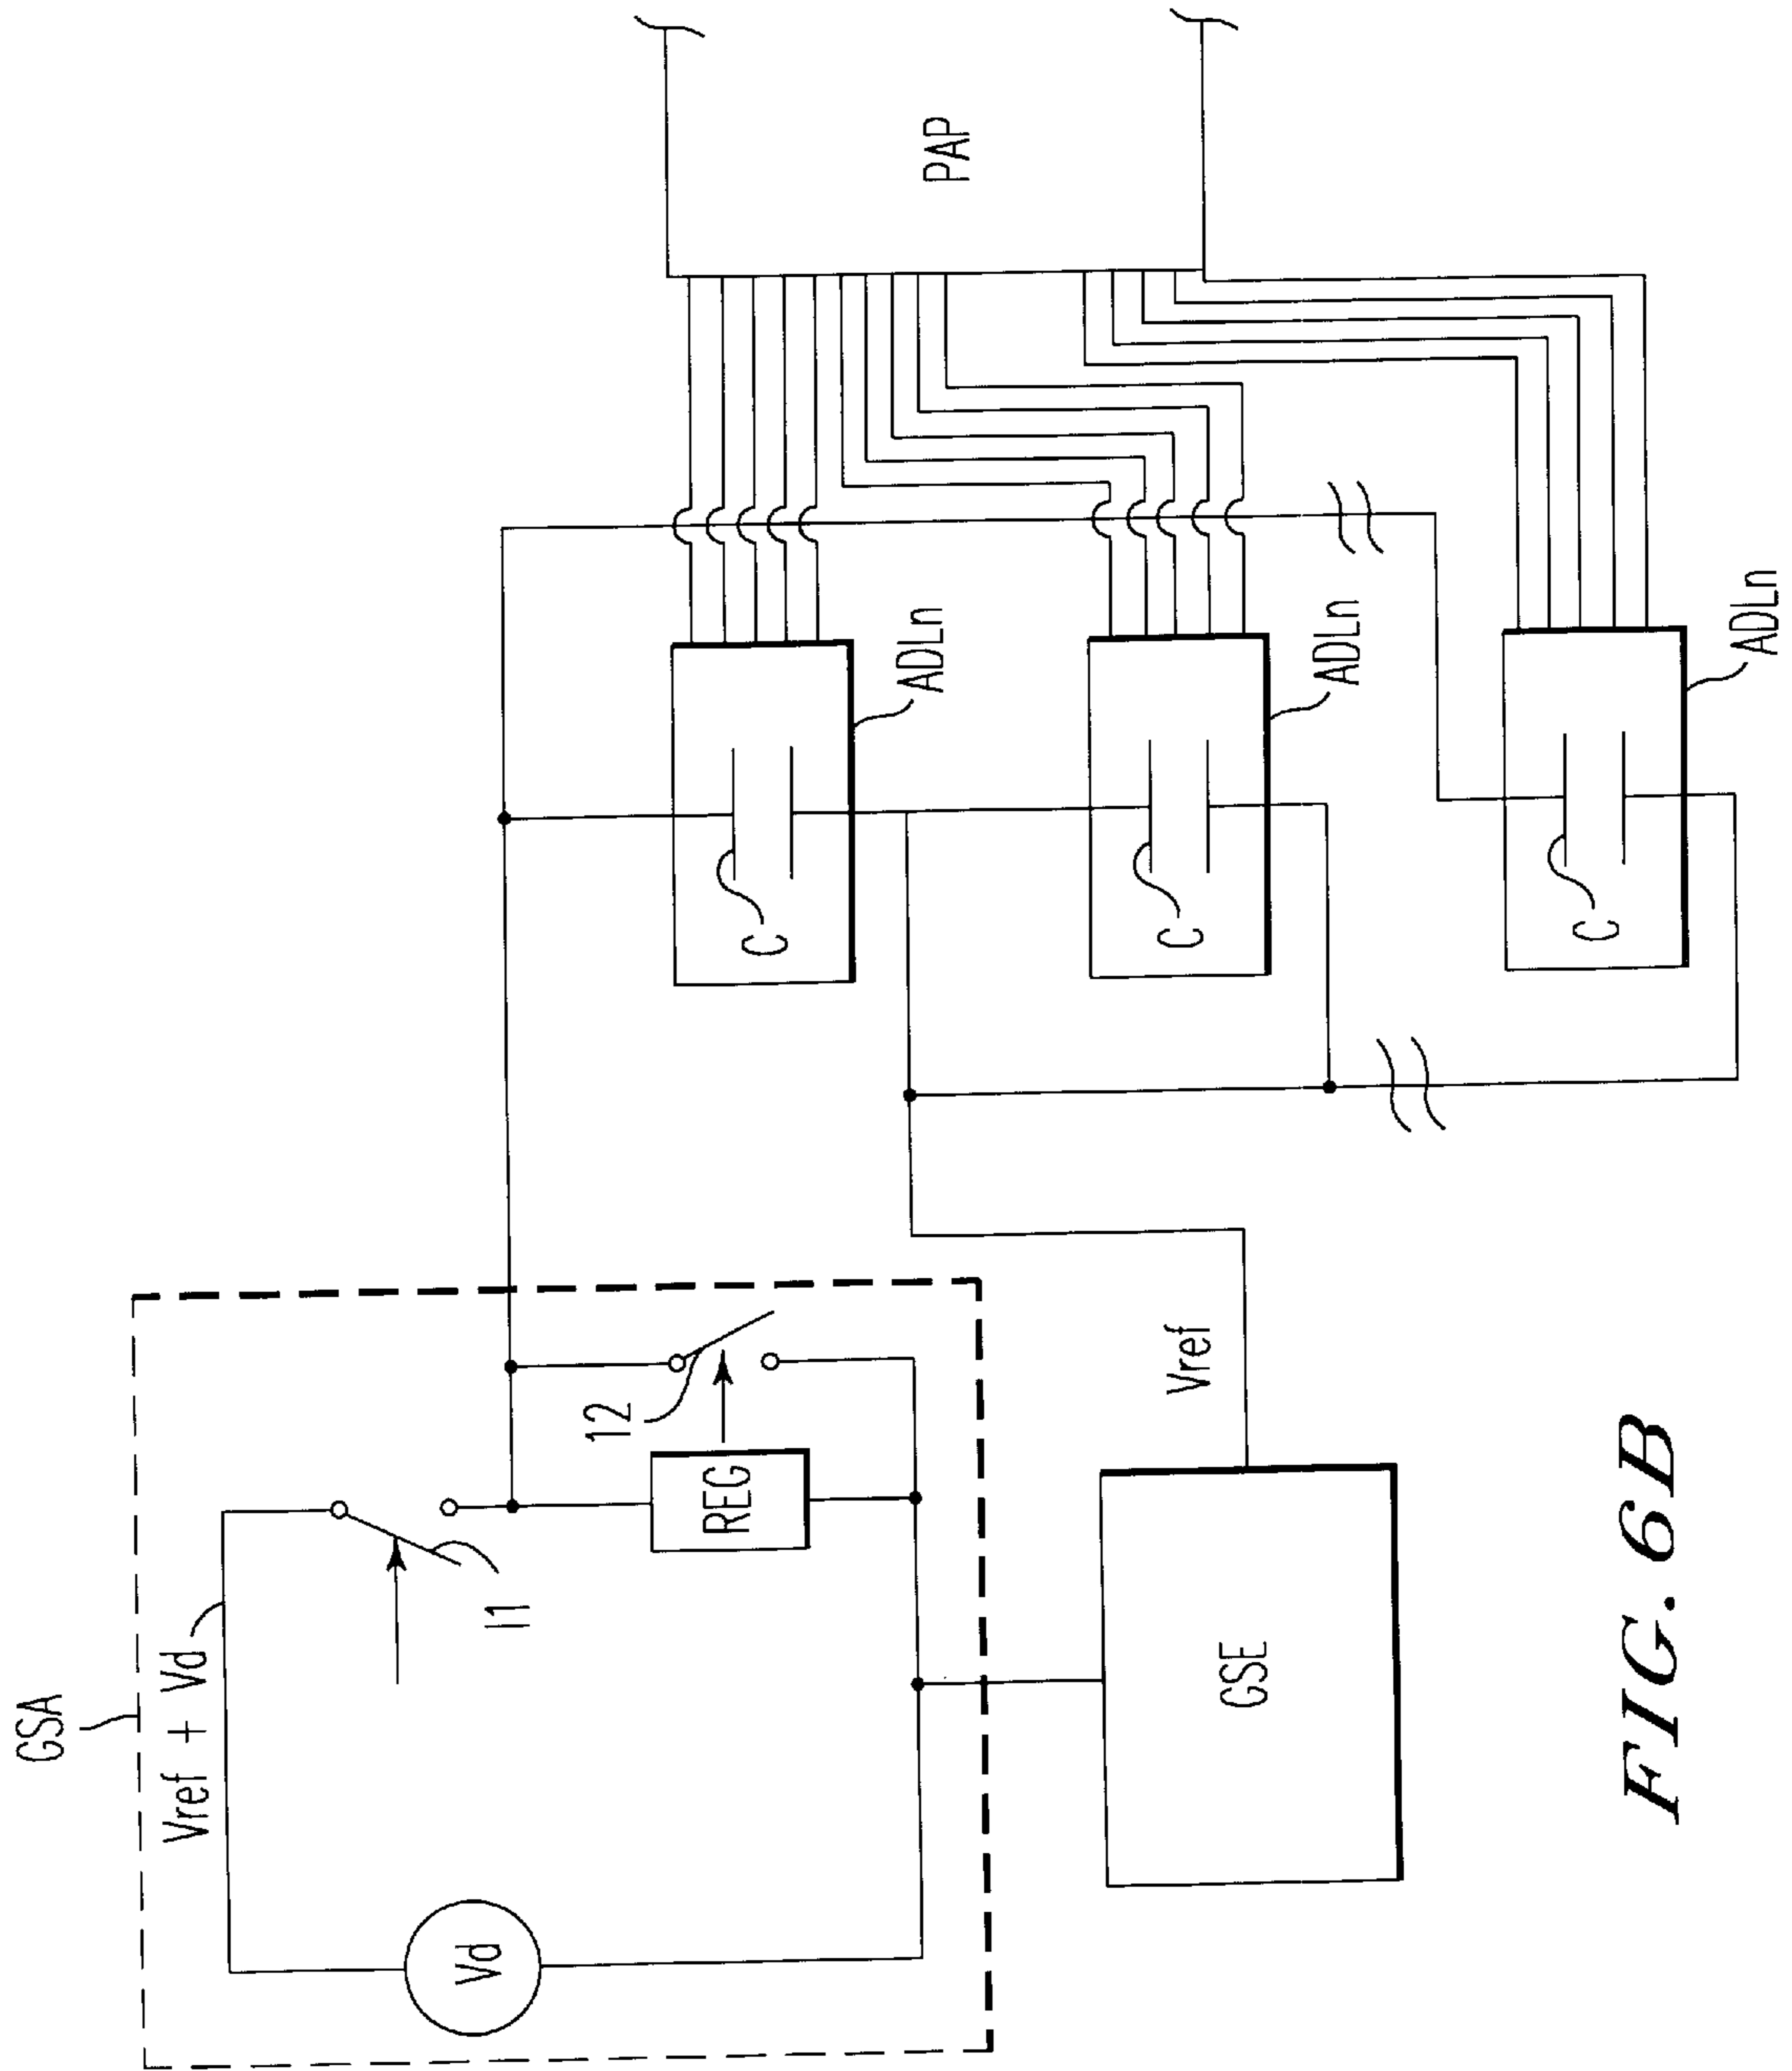 GSA
Vref + Vd
Vd
I1
I2
REG
GSE
Vref
C
ADLn
C
ADLn
C
ADLn
PAP
FIG. 6B